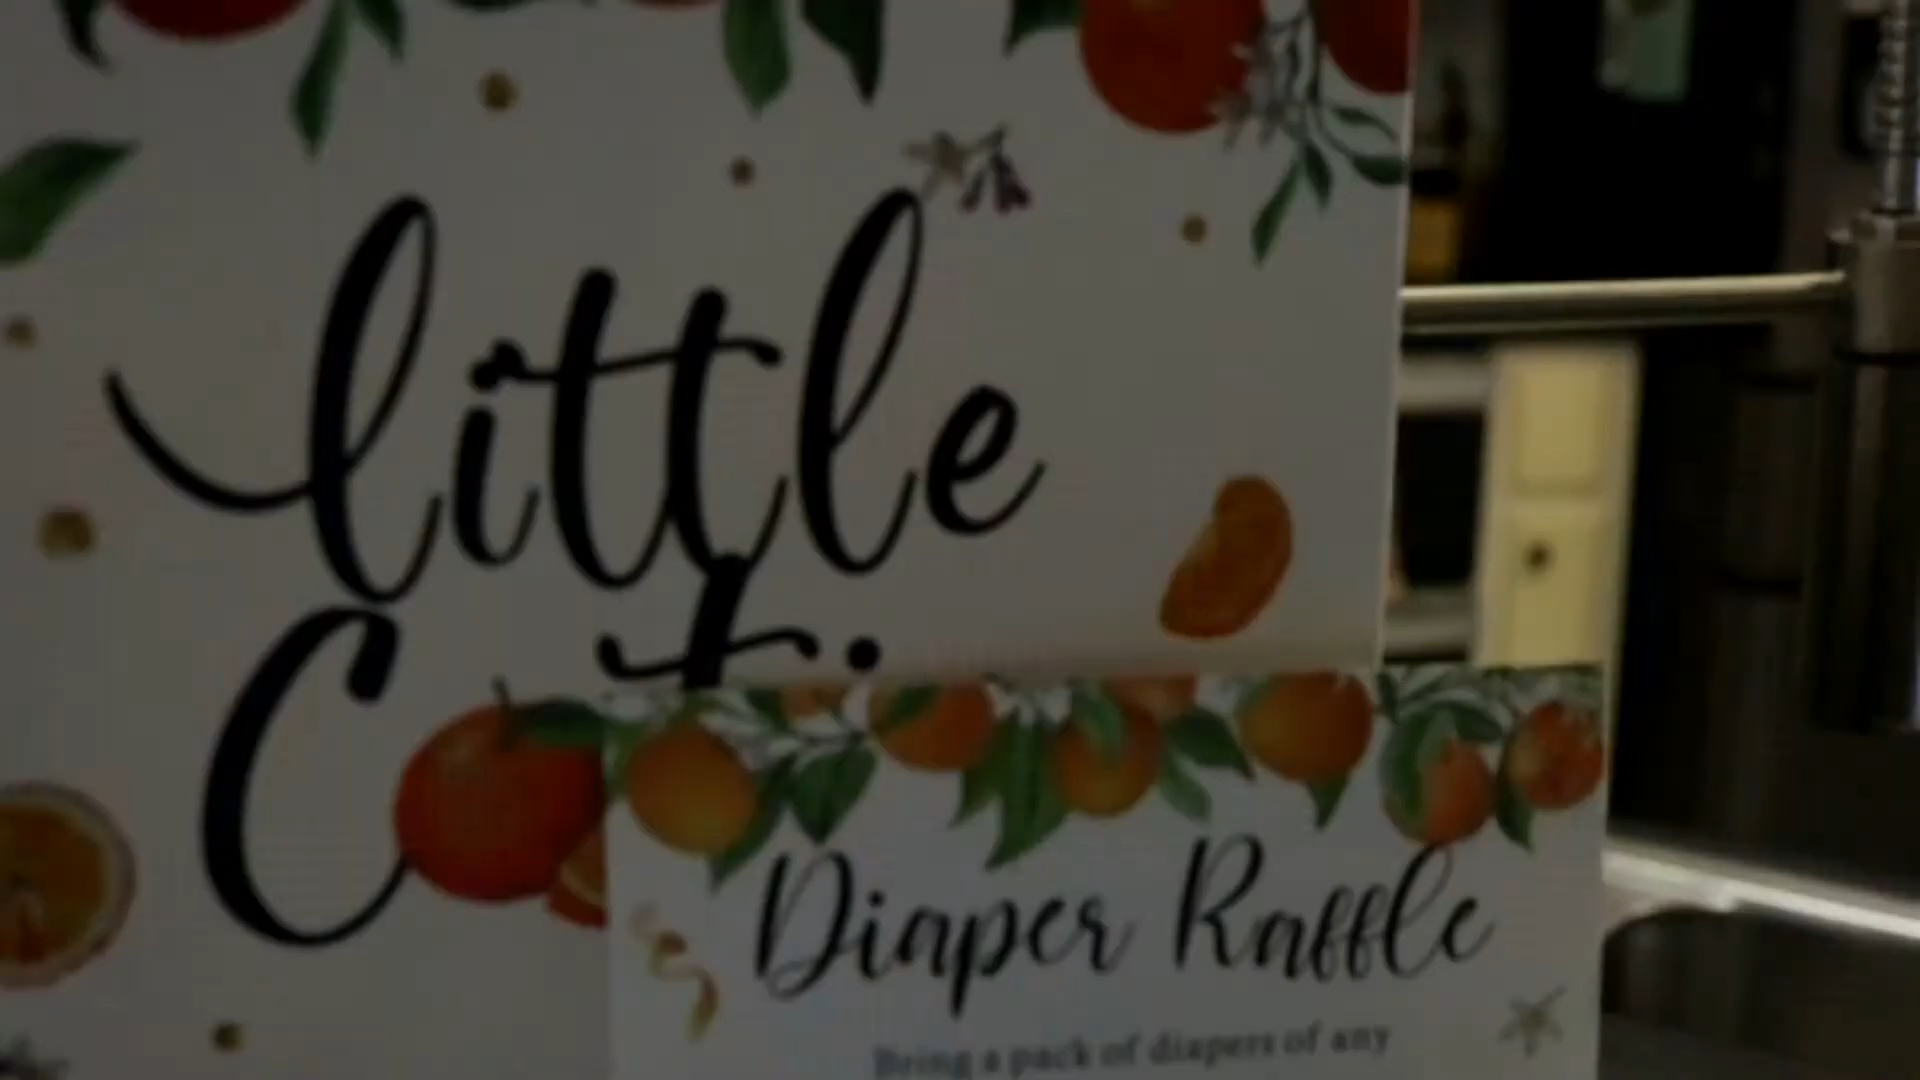 little
Diaper Raffle
Bring a pack of diapers of any